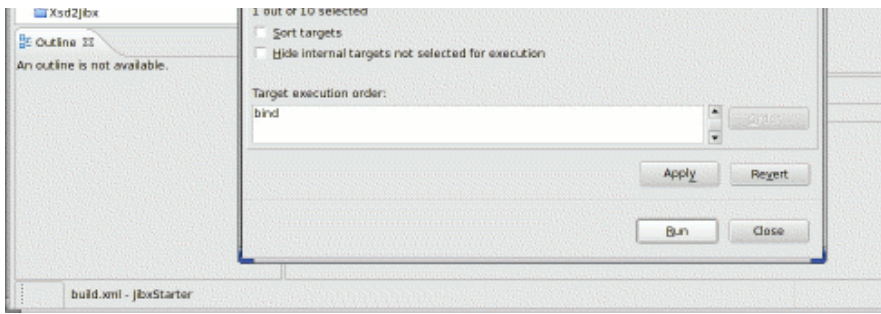 Xsd2Jibx
1 out of 10 selected
Sort targets
Outline
Hide internal targets not selected for execution
An outline is not available.
Target execution order:
bind
Order...
Apply
Revert
Run
Close
build.xml - JibxStarter